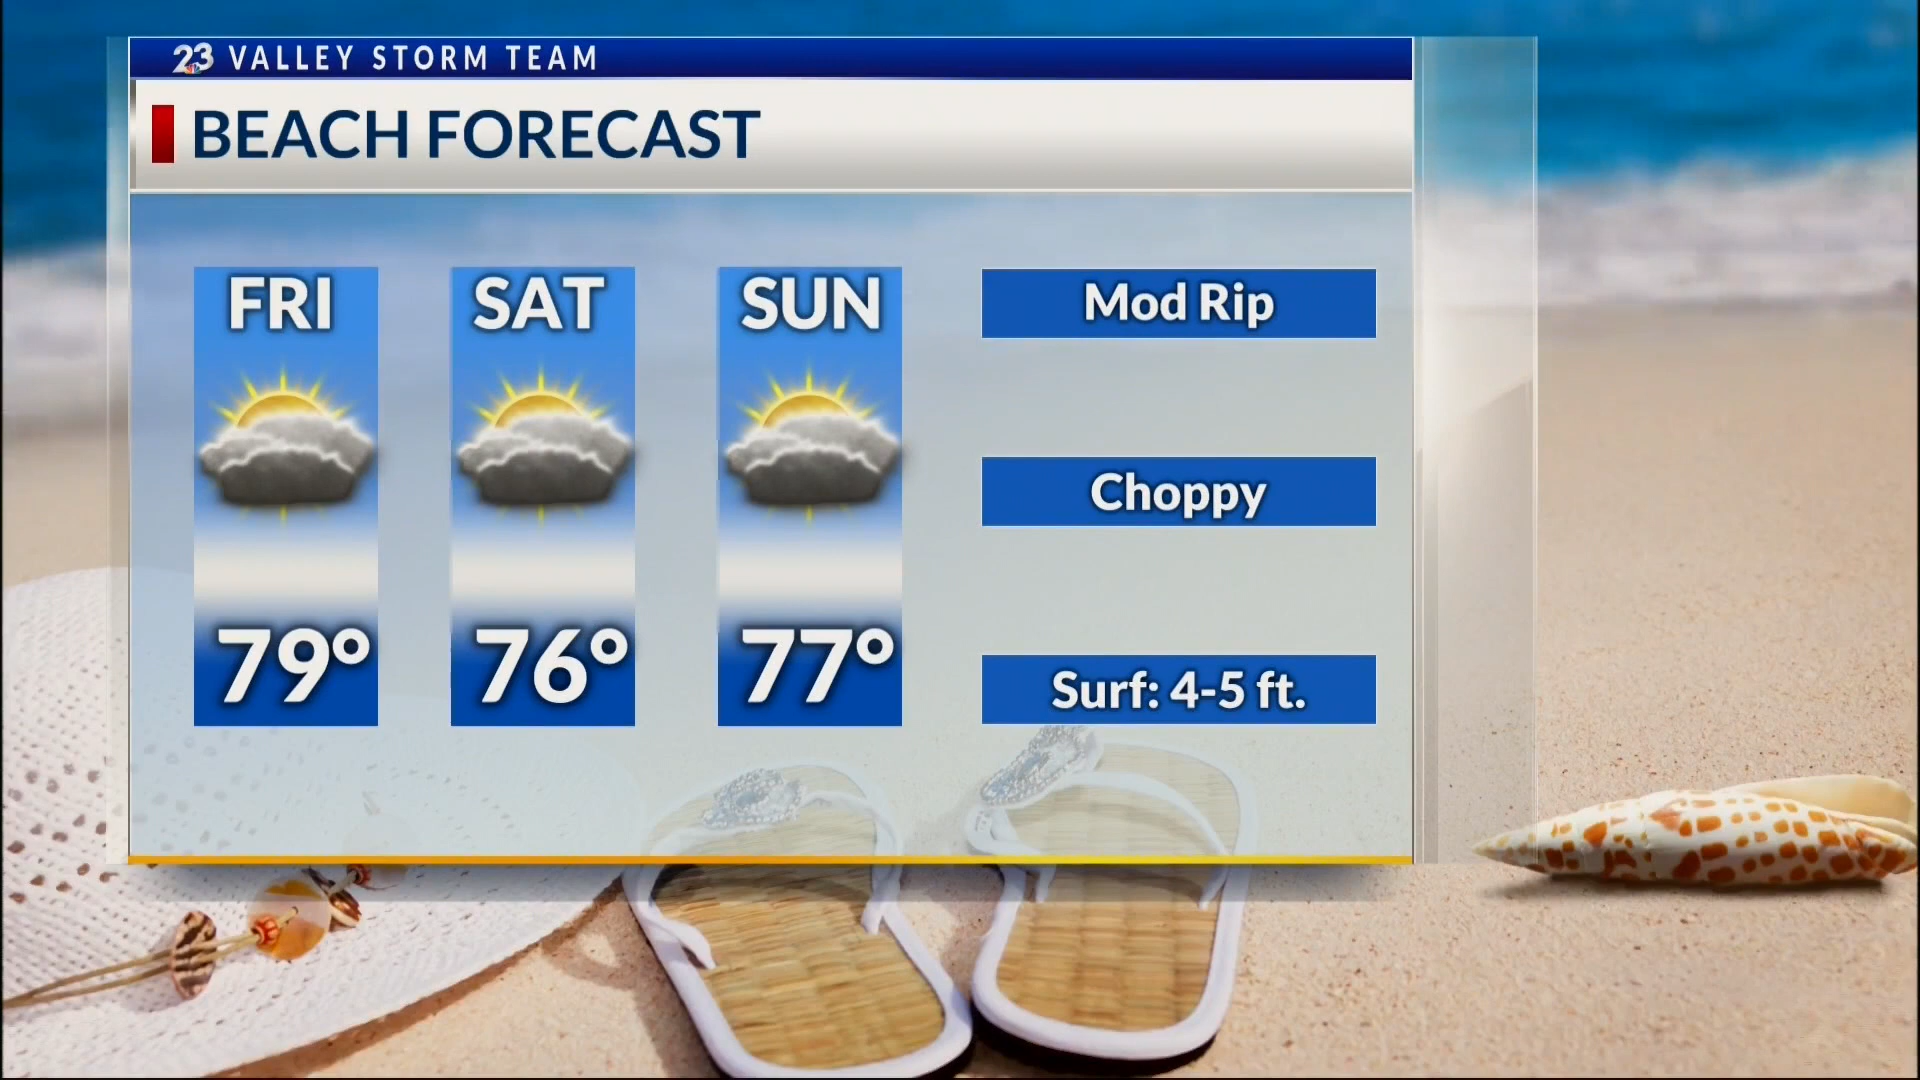 23 VALLEY STORM TEAM
BEACH FORECAST
FRI SAT SUN
79° 76° 77°
Mod Rip
Choppy
Surf: 4-5 ft.